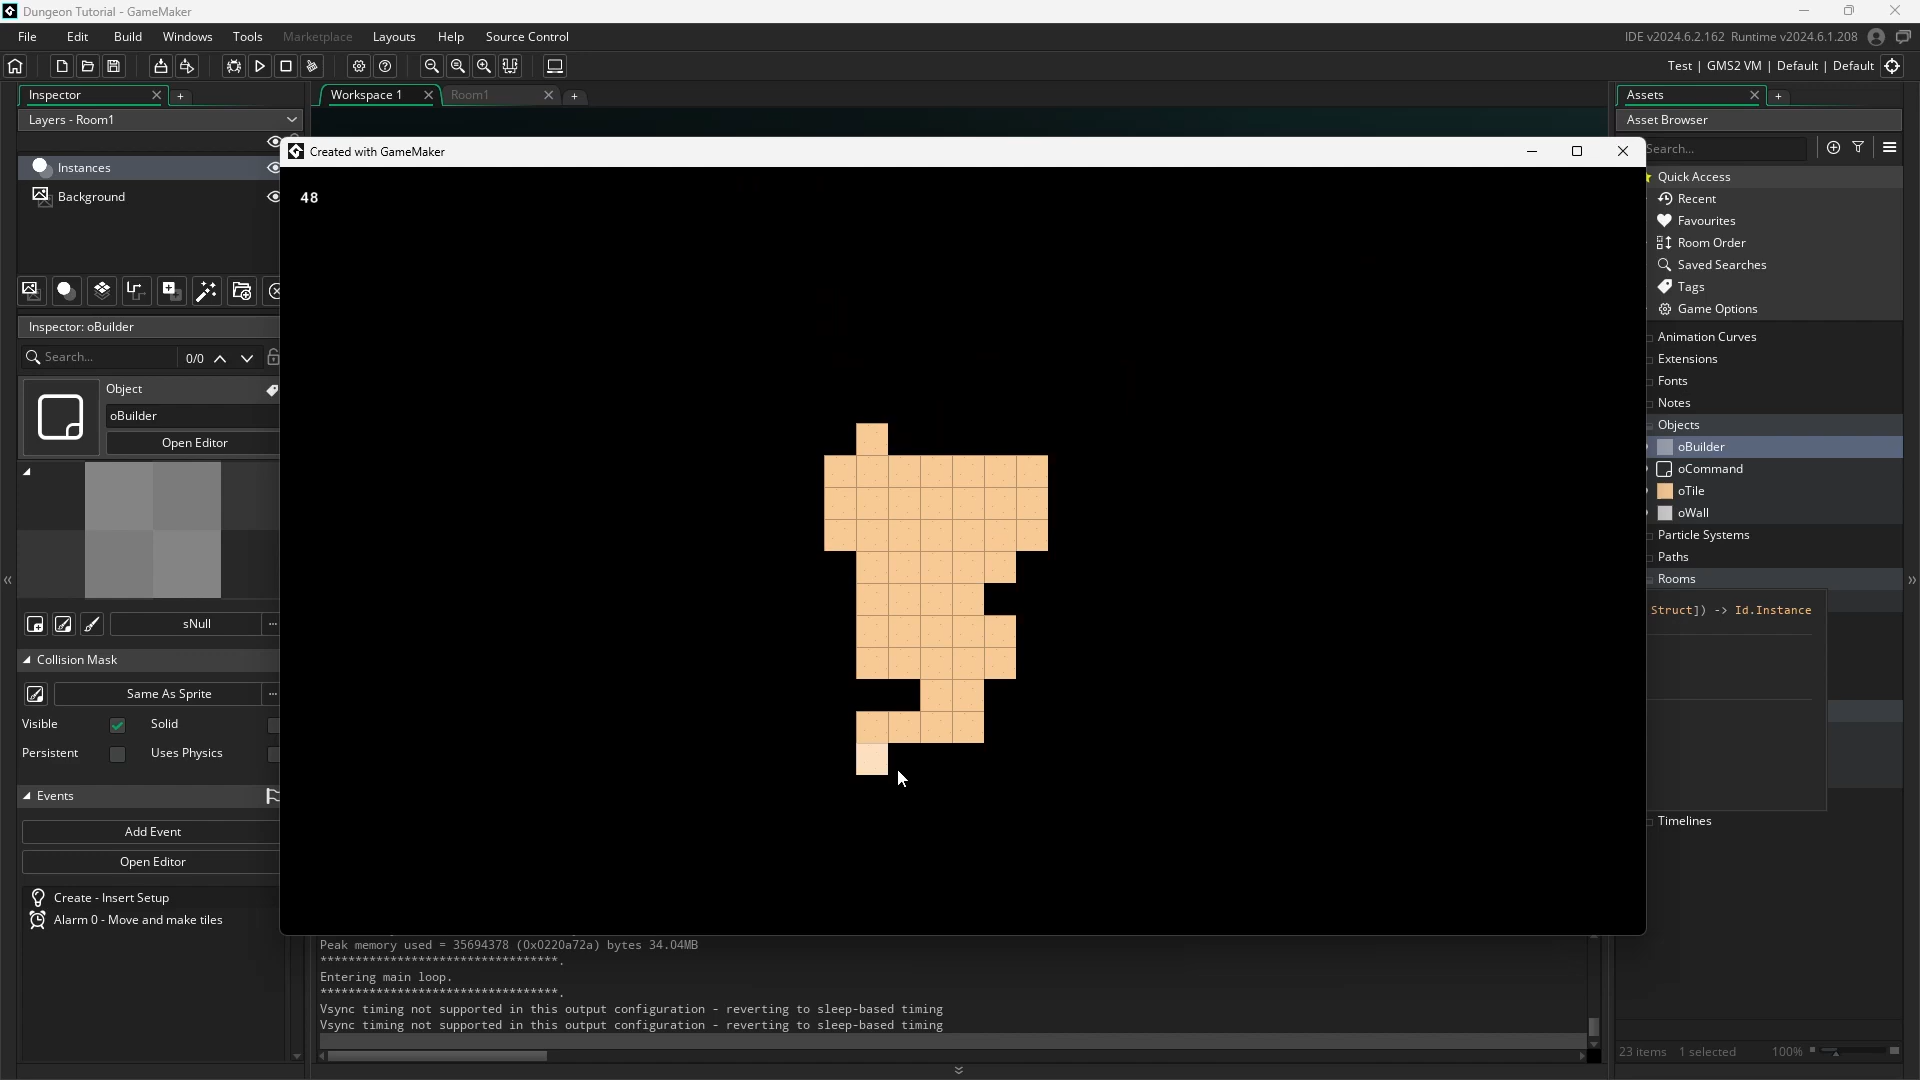 Dungeon Tutorial - GameMaker
File Edit Build Windows Tools Marketplace Layouts Help Source Control
IDE v2024.6.2.162 Runtime v2024.6.1.208
Test | GMS2 VM | Default | Default
Inspector
Workspace 1
Room1
Assets
Layers - Room1
Asset Browser
Created with GameMaker
Search...
Instances
Background
48
Quick Access
Recent
Favourites
Room Order
Saved Searches
Tags
Game Options
Inspector: oBuilder
Search...
0/0
Object
oBuilder
Open Editor
Animation Curves
Extensions
Fonts
Notes
Objects
oBuilder
oCommand
oTile
oWall
Particle Systems
Paths
Rooms
Struct]) -> Id.Instance
sNull
Collision Mask
Same As Sprite
Visible
Solid
Persistent
Uses Physics
Events
Add Event
Open Editor
Create - Insert Setup
Alarm 0 - Move and make tiles
Timelines
Peak memory used = 35694378 (0x0220a72a) bytes 34.04MB
**********************************.
Entering main loop.
**********************************.
Vsync timing not supported in this output configuration - reverting to sleep-based timing
Vsync timing not supported in this output configuration - reverting to sleep-based timing
23 items 1 selected 100%